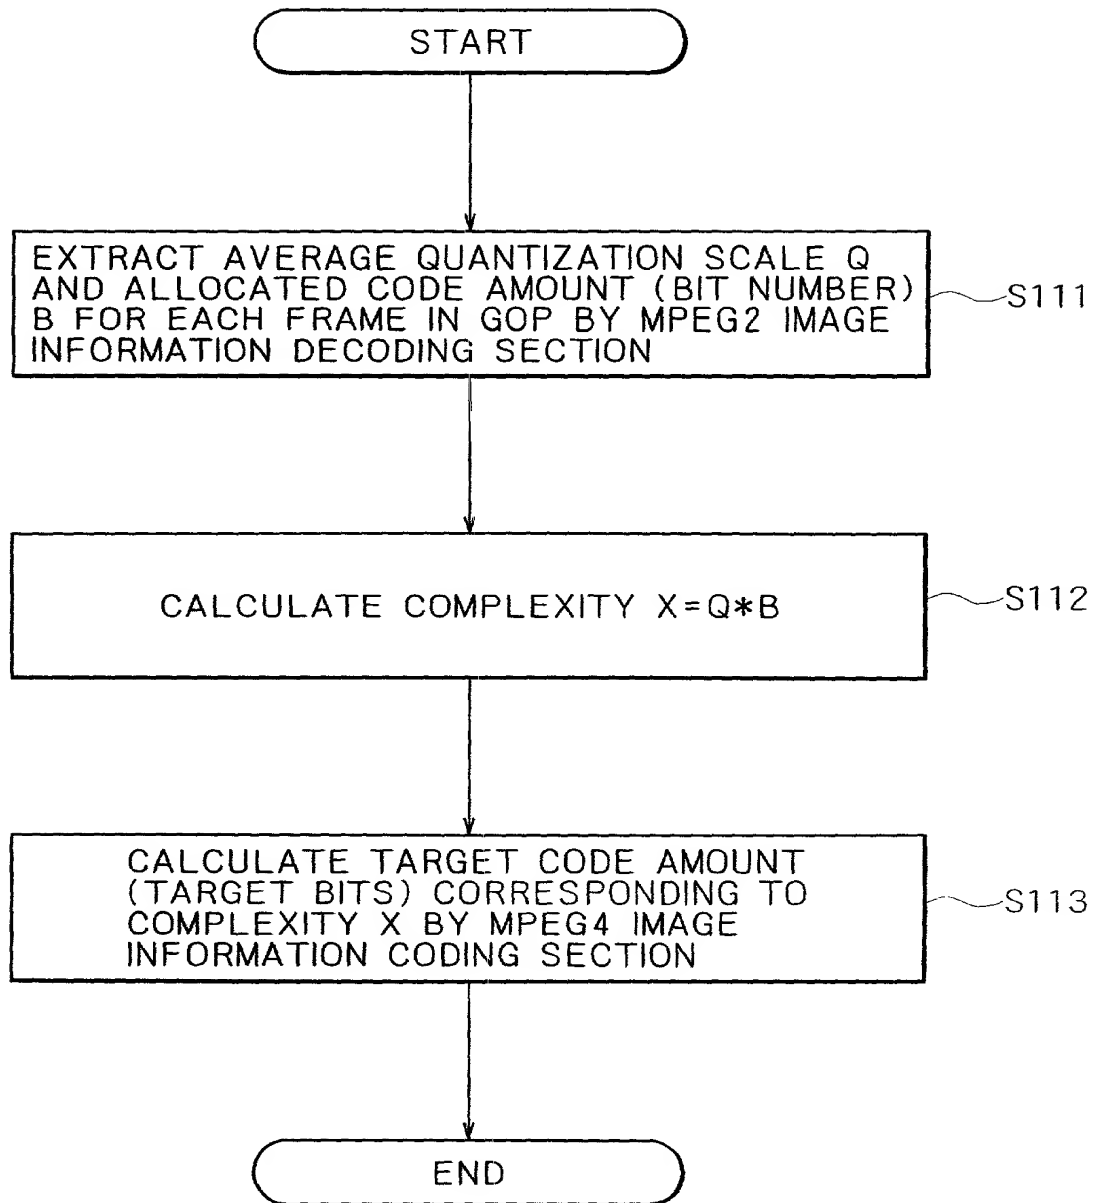 START
EXTRACT AVERAGE QUANTIZATION SCALE Q
AND ALLOCATED CODE AMOUNT (BIT NUMBER)
B FOR EACH FRAME IN GOP BY MPEG2 IMAGE
INFORMATION DECODING SECTION
S111
CALCULATE COMPLEXITY X=Q*B
S112
CALCULATE TARGET CODE AMOUNT
(TARGET BITS) CORRESPONDING TO
COMPLEXITY X BY MPEG4 IMAGE
INFORMATION CODING SECTION
S113
END